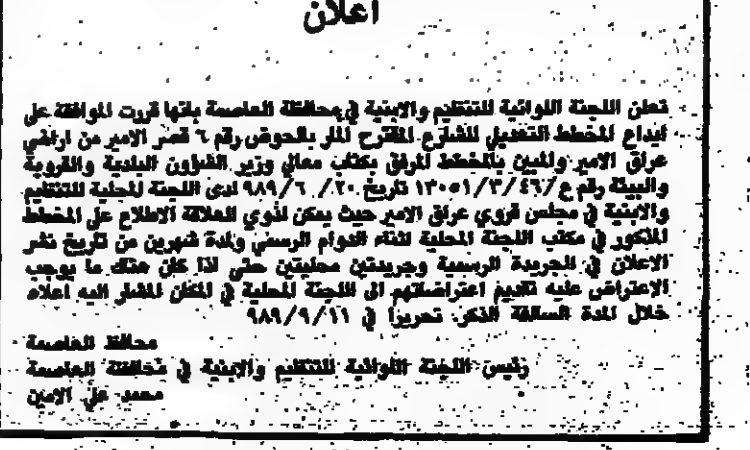 اعلان
تعلن اللجنة اللوائية للتنظيم والابنية في محافظة العاصمة بانها قررت الموافقة على
ايداع المخطط التعديلي للشارع المقترح المار بالحوض رقم ٦ قصر الامير من اراضي
عراق الامير والمبين بالمخطط المرفق بكتاب معالي وزير الشؤون البلدية والقروية
والبيئة رقم ع/٤٦/٣/١٣٠٥١ تاريخ ٢٠/٦/٩٨٩ لدى اللجنة المحلية للتنظيم
والابنية في مجلس قروي عراق الامير حيث يمكن لذوي العلاقة الاطلاع على المخطط
المذكور في مكتب اللجنة المحلية اثناء الدوام الرسمي ولمدة شهرين من تاريخ نشر
الاعلان في الجريدة الرسمية وجريدتين محليتين حتى اذا كان هناك ما يوجب
الاعتراض عليه تقديم اعتراضاتهم الى اللجنة المحلية في المكان المشار اليه اعلاه
خلال المدة السالفة الذكر. تحريرا في ١١/٩/٩٨٩
محافظ العاصمة
رئيس اللجنة اللوائية للتنظيم والابنية في محافظة العاصمة
محمد علي الامين